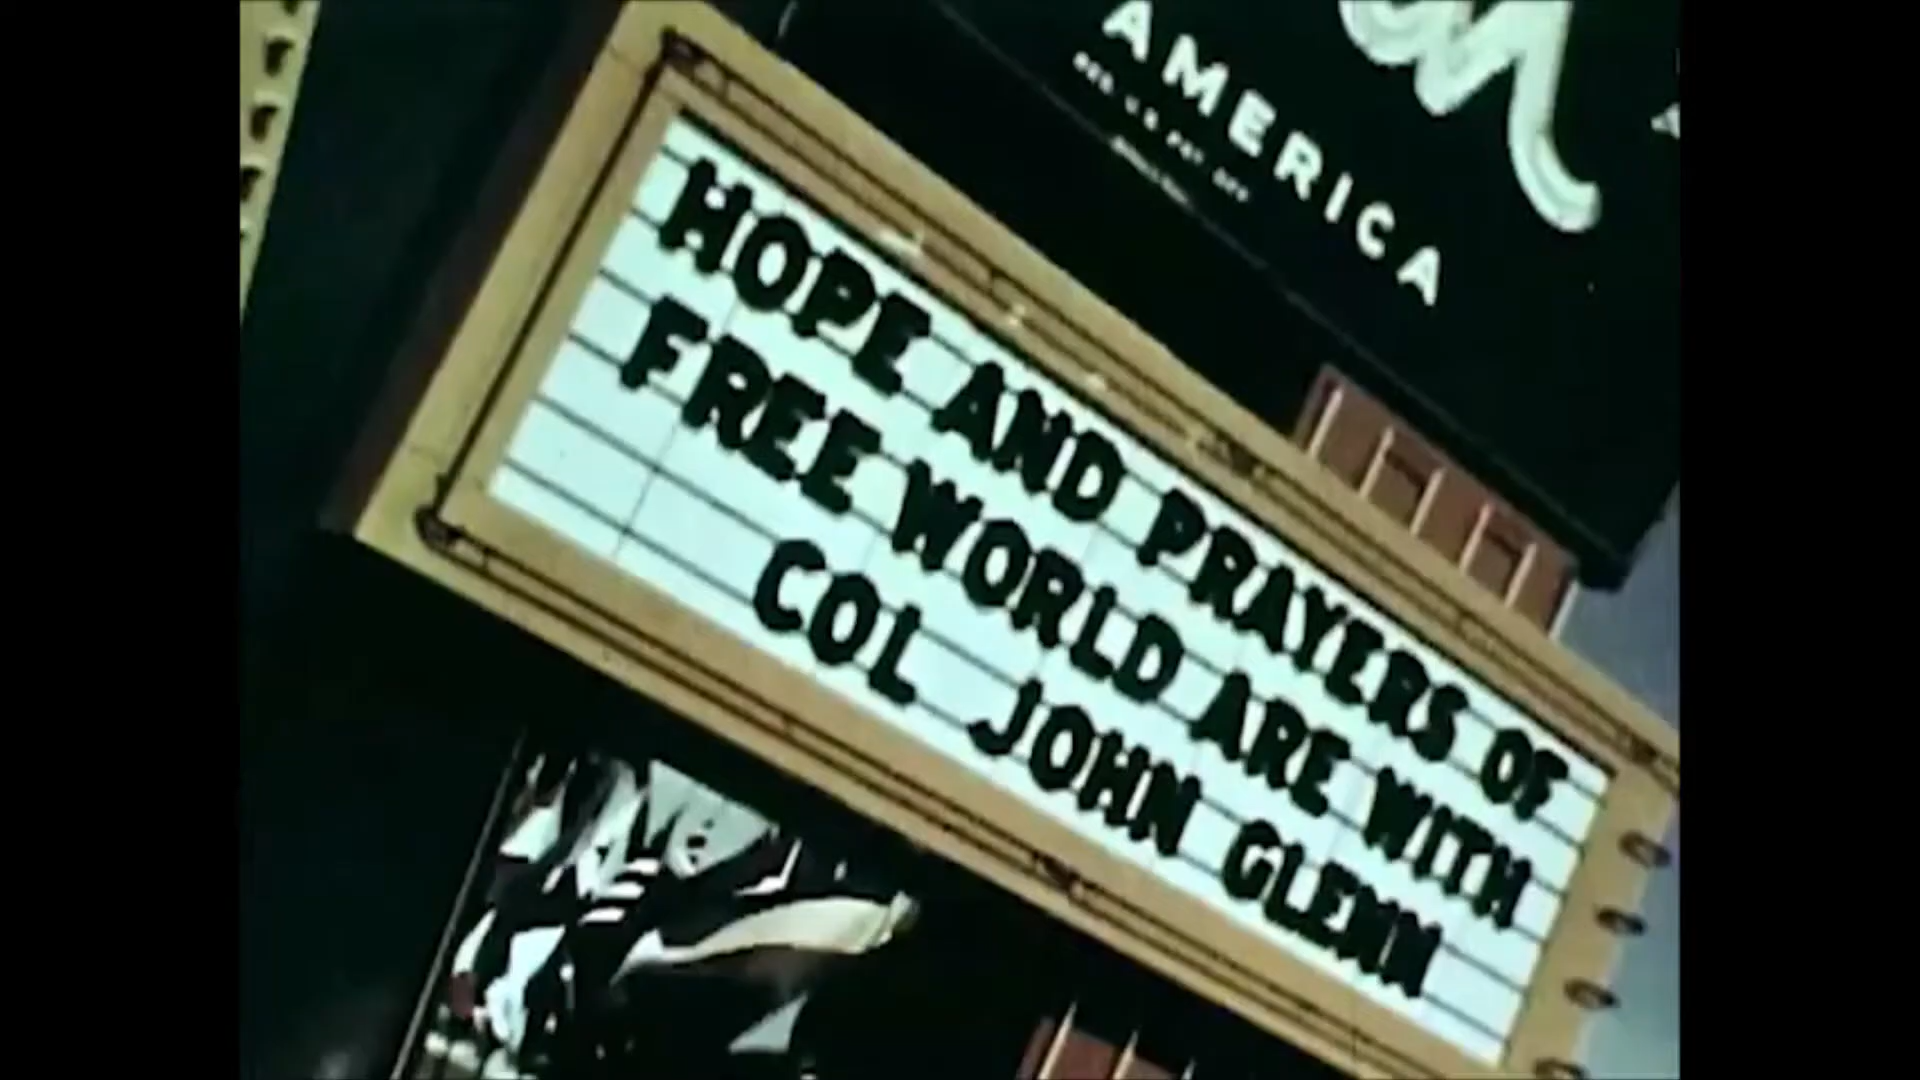 AMERICA
HOPE AND PRAYERS OF
FREE WORLD ARE WITH
COL JOHN GLENN